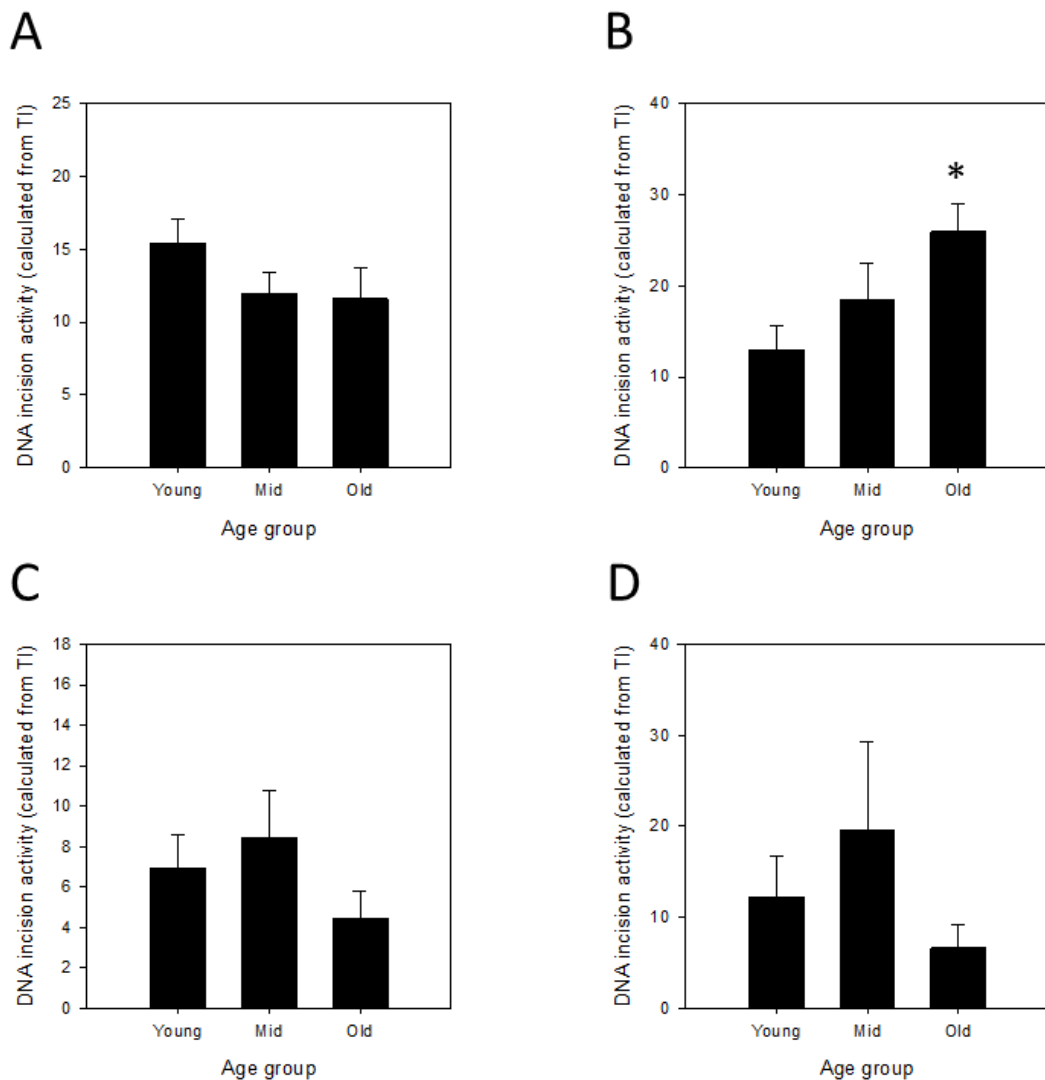 A
DNA incision activity (calculated from TI)
25
20
15
10
5
0
Young Mid Old
Age group
B
DNA incision activity (calculated from TI)
40
30
20
10
0
*
Young Mid Old
Age group
C
DNA incision activity (calculated from TI)
18
16
14
12
10
8
6
4
2
0
Young Mid Old
Age group
D
DNA incision activity (calculated from TI)
40
30
20
10
0
Young Mid Old
Age group